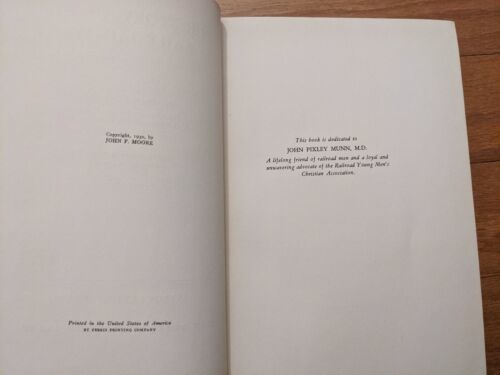 Copyright, 1930, by
JOHN F. MOORE
Printed in the United States of America
BY FERRIS PRINTING COMPANY
This book is dedicated to
JOHN PIXLEY MUNN, M.D.
A lifelong friend of railroad men and a loyal and
unwavering advocate of the Railroad Young Men's
Christian Association.